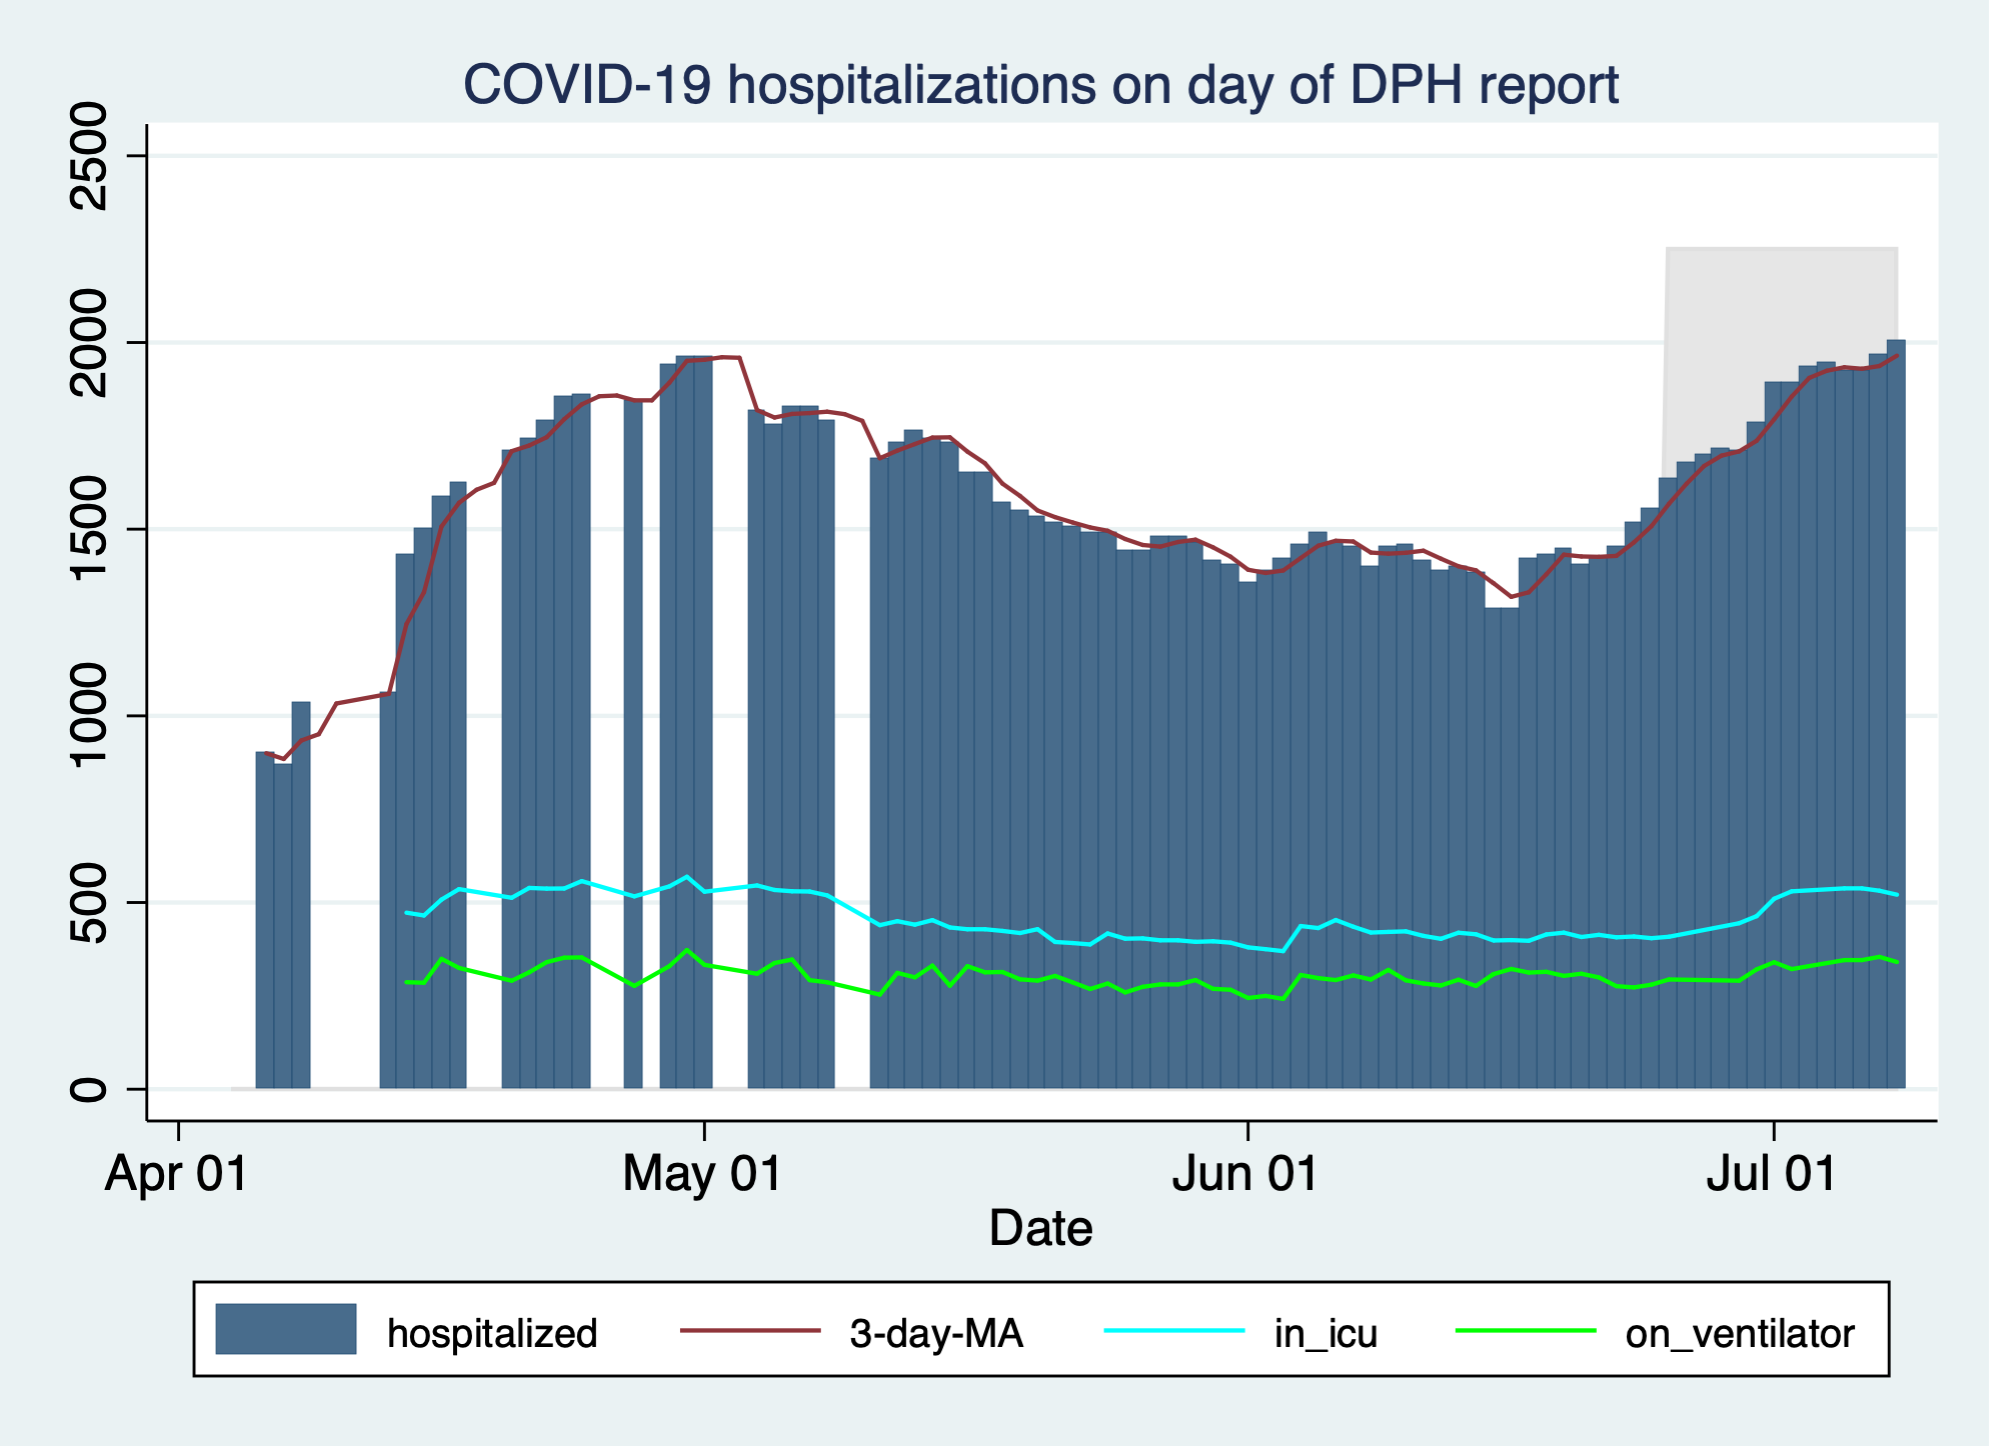 COVID-19 hospitalizations on day of DPH report
2500
2000
1500
1000
500
0
Apr 01 May 01 Jun 01 Jul 01
Date
hospitalized 3-day-MA in_icu on_ventilator